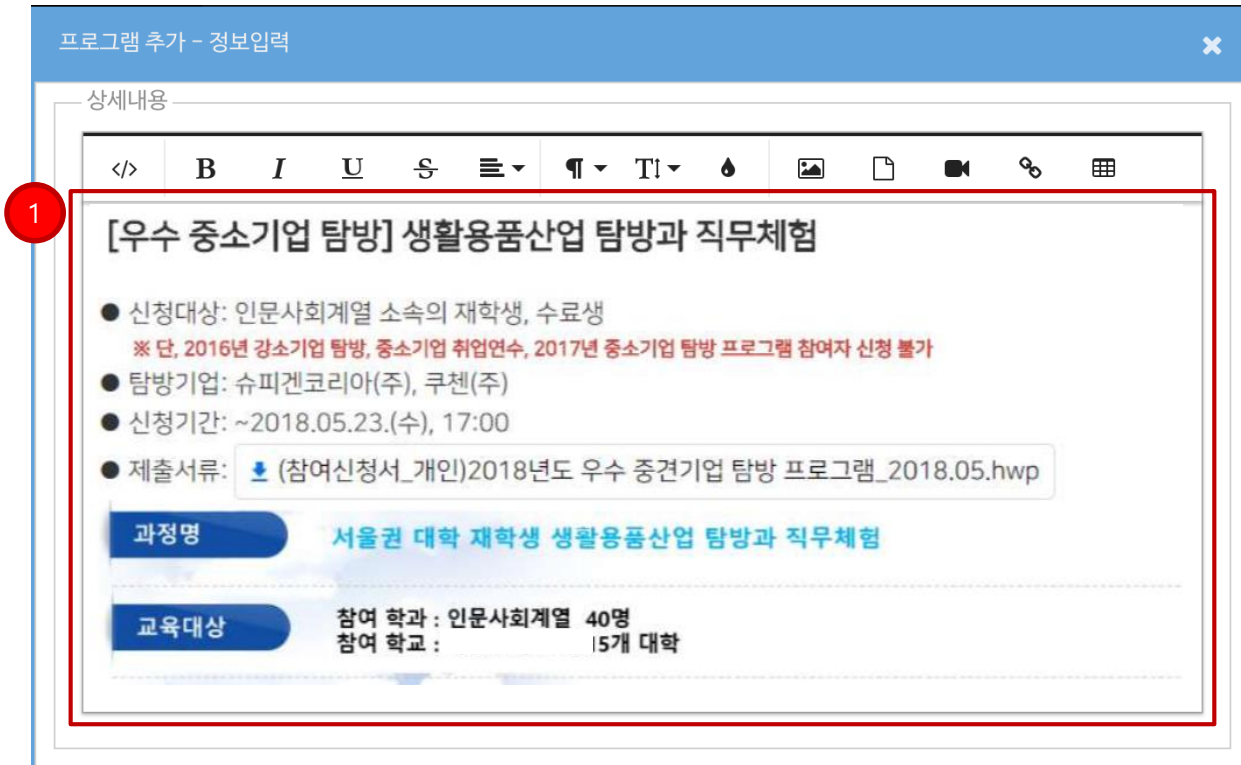 프로그램 추가 - 정보입력
상세내용
1
[우수 중소기업 탐방] 생활용품산업 탐방과 직무체험
● 신청대상: 인문사회계열 소속의 재학생, 수료생
※ 단, 2016년 강소기업 탐방, 중소기업 취업연수, 2017년 중소기업 탐방 프로그램 참여자 신청 불가
● 탐방기업: 슈피겐코리아(주), 쿠첸(주)
● 신청기간: ~2018.05.23.(수), 17:00
● 제출서류: (참여신청서_개인)2018년도 우수 중견기업 탐방 프로그램_2018.05.hwp
과정명 서울권 대학 재학생 생활용품산업 탐방과 직무체험
교육대상 참여 학과 : 인문사회계열 40명
참여 학교 : 15개 대학